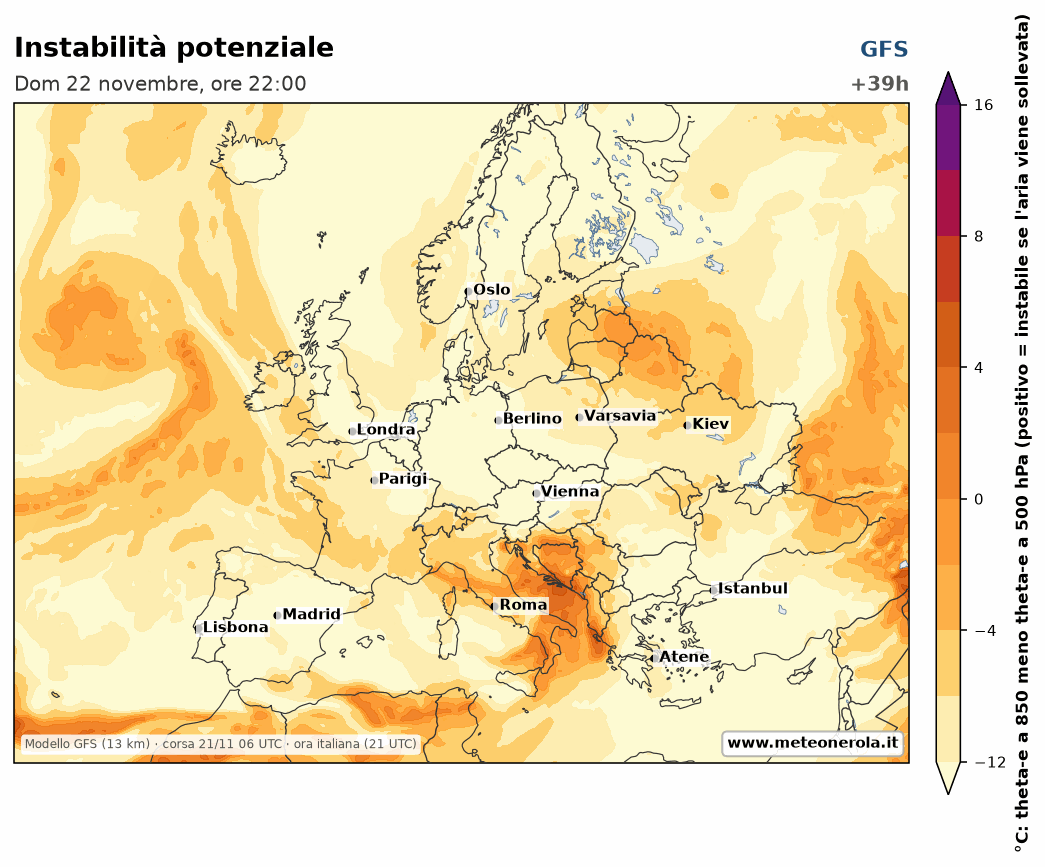 Instabilità potenziale
GFS
Dom 22 novembre, ore 22:00
+39h
Oslo
Londra
Berlino
Varsavia
Kiev
Parigi
Vienna
Madrid
Lisbona
Roma
Istanbul
Atene
Modello GFS (13 km) · corsa 21/11 06 UTC · ora italiana (21 UTC)
www.meteonerola.it
16
8
4
0
−4
−12
°C: theta-e a 850 meno theta-e a 500 hPa (positivo = instabile se l'aria viene sollevata)